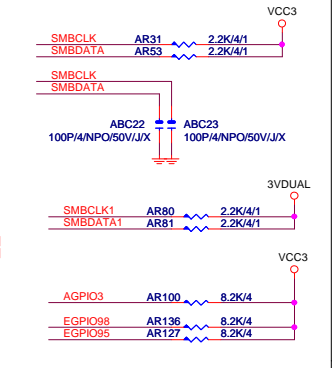 VCC3
SMBCLK AR31 2.2K/4/1
SMBDATA AR53 2.2K/4/1
SMBCLK
SMBDATA
ABC22 ABC23
100P/4/NPO/50V/J/X 100P/4/NPO/50V/J/X
3VDUAL
SMBCLK1 AR80 2.2K/4/1
SMBDATA1 AR81 2.2K/4/1
VCC3
AGPIO3 AR100 8.2K/4
EGPIO98 AR136 8.2K/4
EGPIO95 AR127 8.2K/4